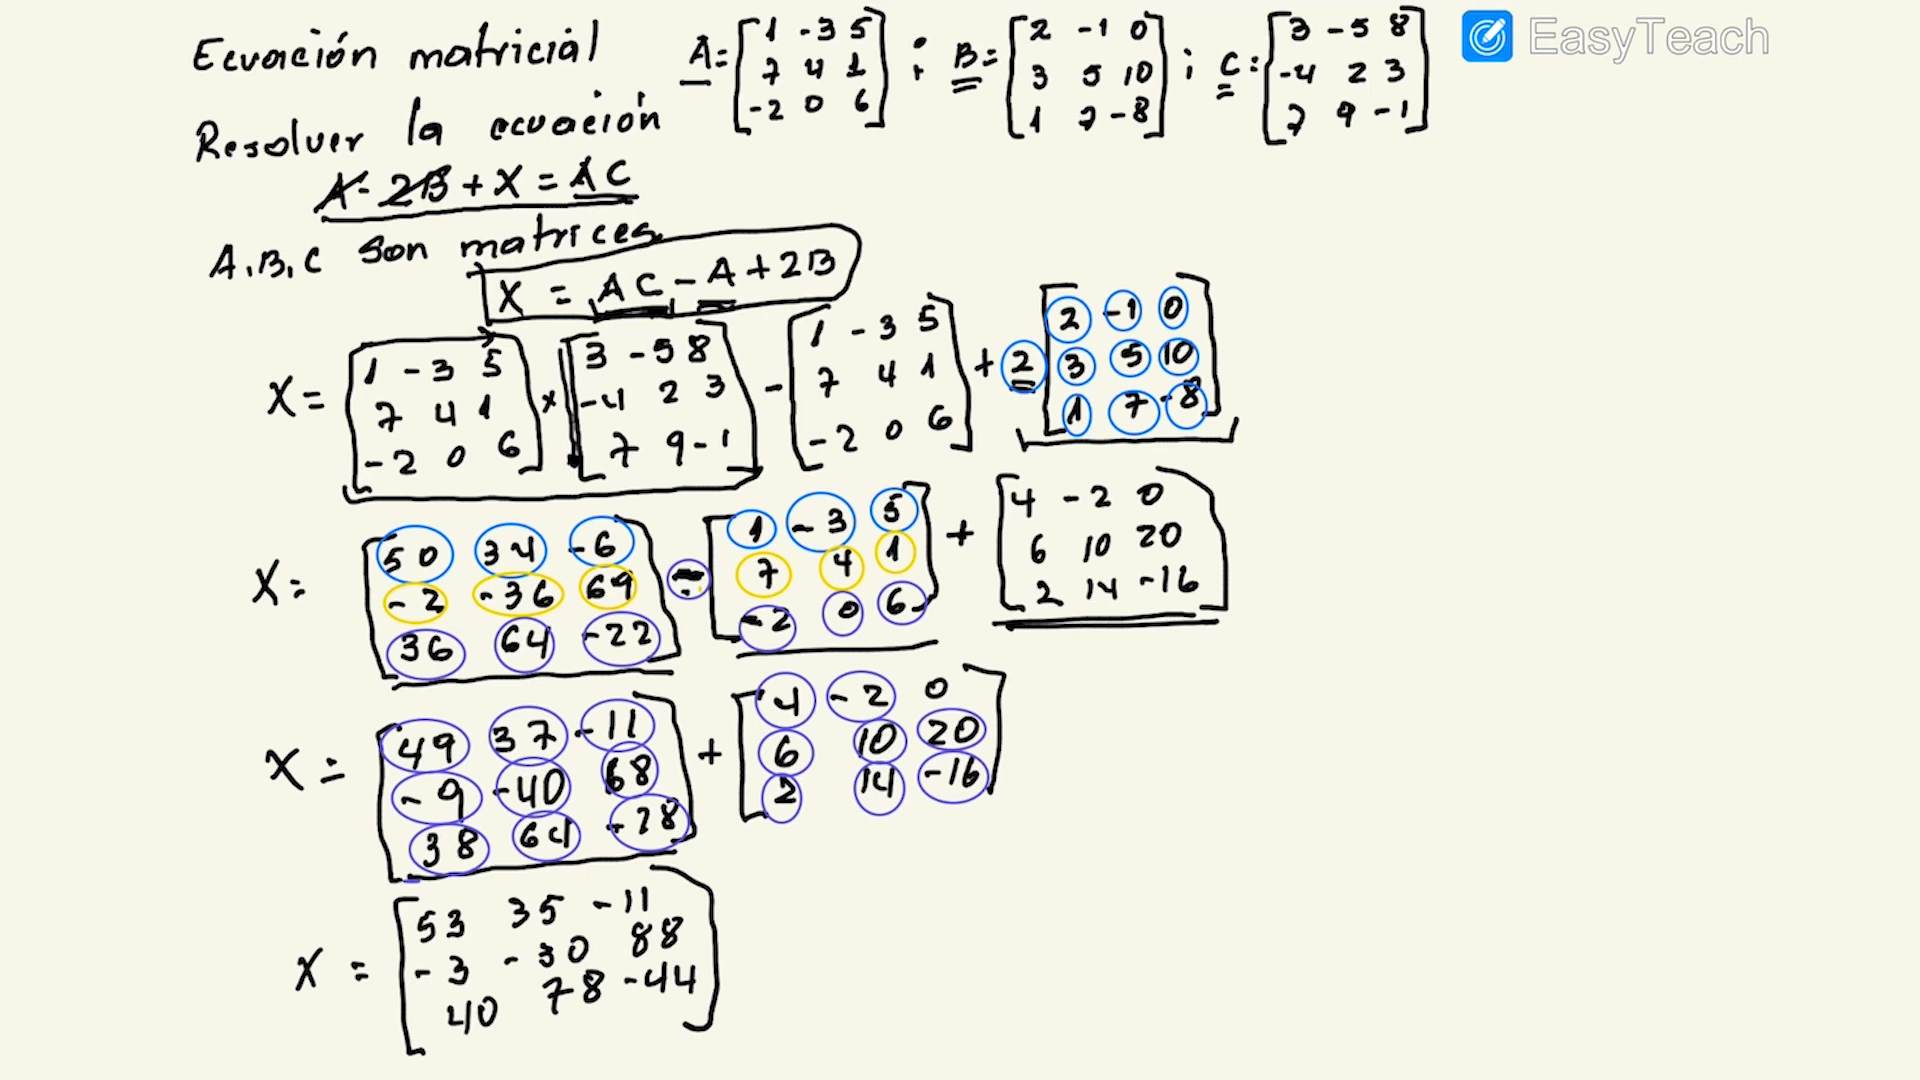 Ecuación matricial A= [1 -3 5 ; B= [2 -1 0 ; C= [3 -5 8 EasyTeach
7 4 1 3 5 10 -4 2 3
-2 0 6] 1 7 -8] 7 9 -1]
Resolver la ecuación
A - 2B + X = AC
A,B,C son matrices
X = AC - A + 2B
X= [1 -3 5 x [3 -5 8 - [1 -3 5 + 2 [2 -1 0
7 4 1 -4 2 3 7 4 1 3 5 10
-2 0 6] 7 9 -1] -2 0 6] 1 7 -8]
X= [50 34 -6 - [1 -3 5 + [4 -2 0
-2 -36 69 7 4 1 6 10 20
36 64 -22] -2 0 6] 2 14 -16]
X= [49 37 -11 + [4 -2 0
-9 -40 68 6 10 20
38 64 -28] 2 14 -16]
X = [53 35 -11
-3 -30 88
40 78 -44]